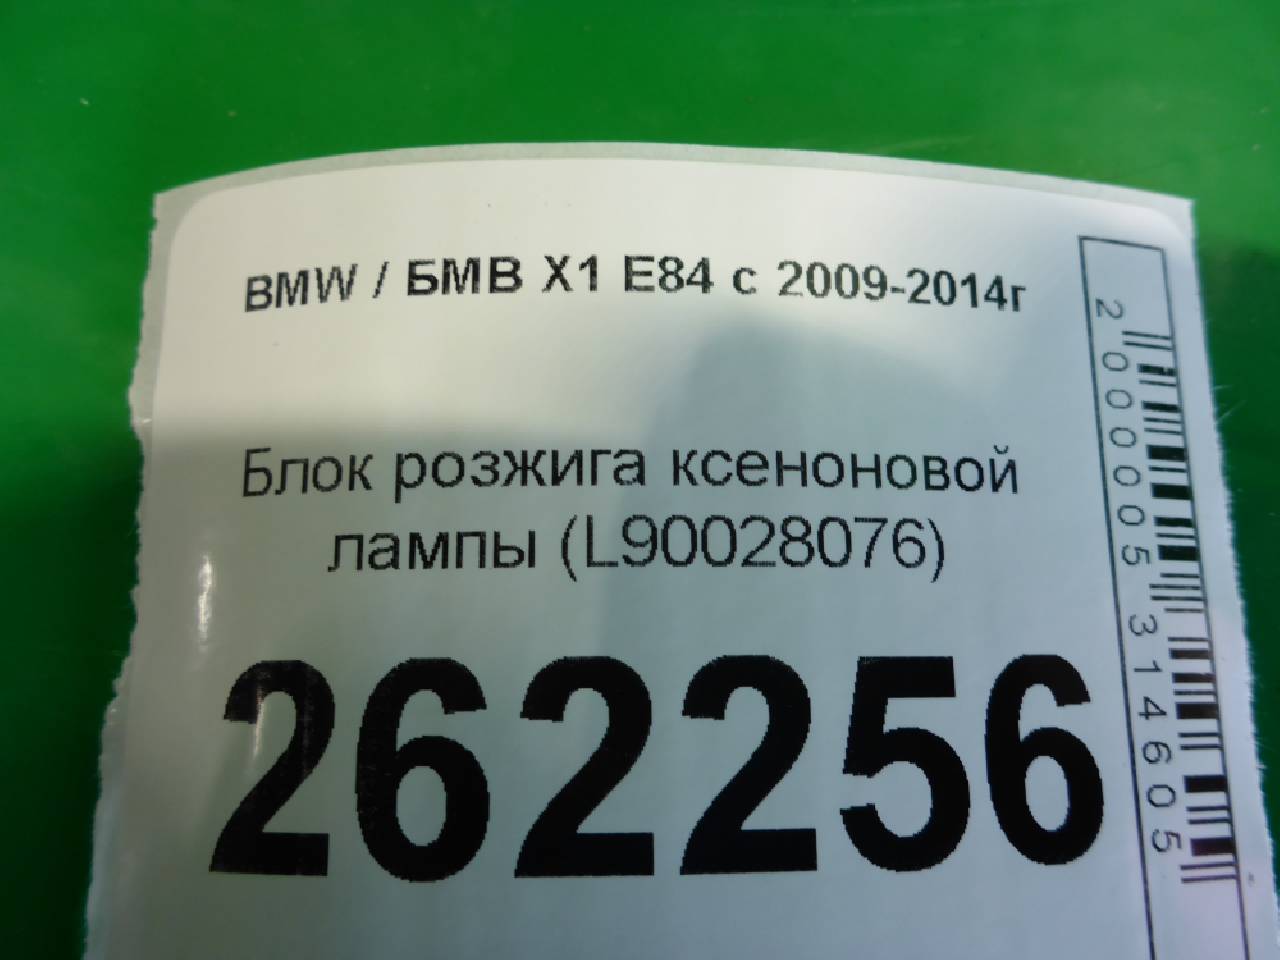 BMW / БМВ X1 E84 с 2009-2014г
Блок розжига ксеноновой
лампы (L90028076)
262256
2000005314605